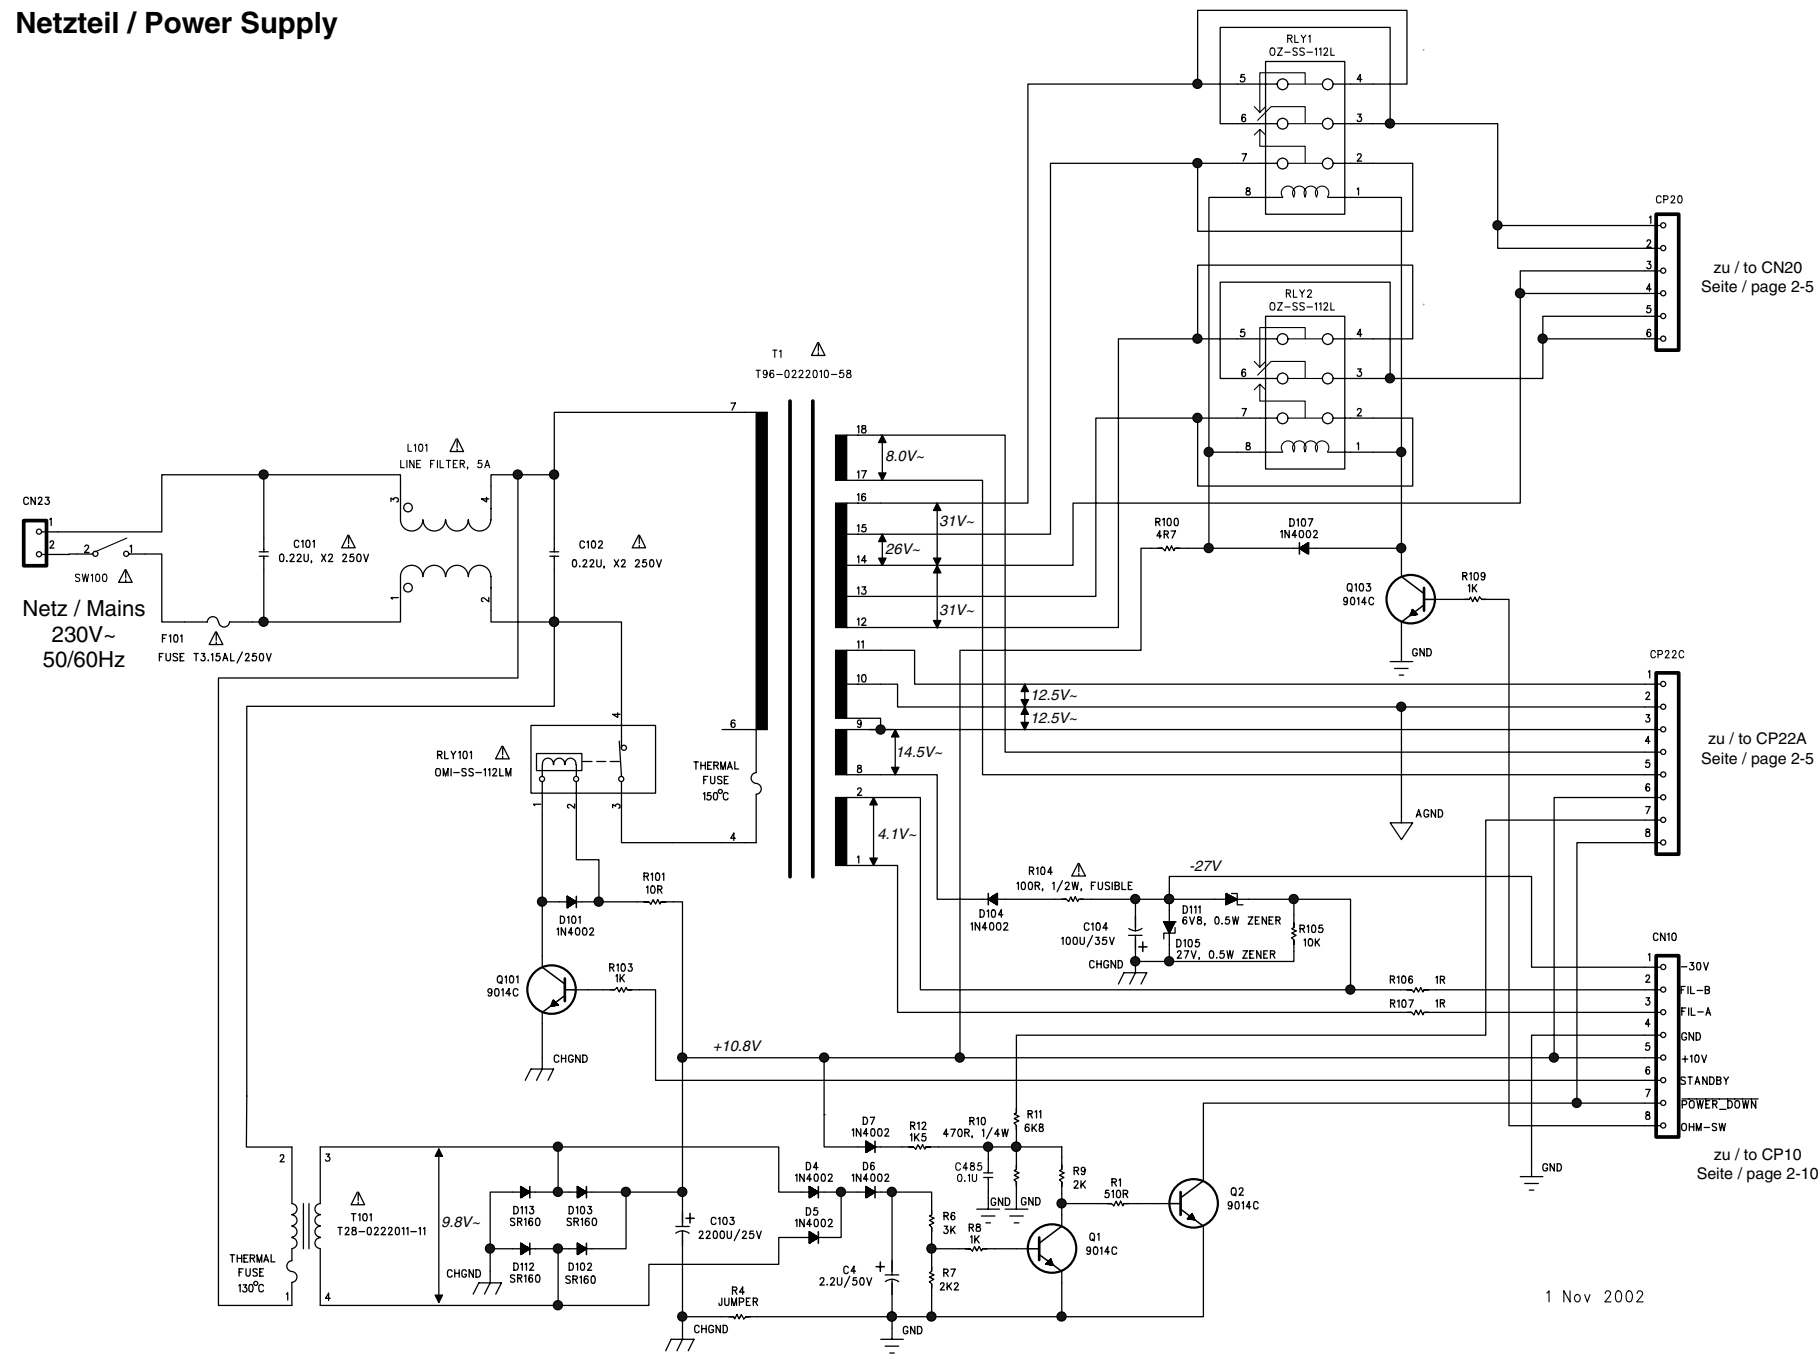 Netzteil / Power Supply
RLY1
OZ-SS-112L
5
4
6
3
7
2
8
1
RLY2
OZ-SS-112L
5
4
6
3
7
2
8
1
CP20
1
2
3
4
5
6
zu / to CN20
Seite / page 2-5
T1
T96-0222010-58
7
6
THERMAL
FUSE
150°C
4
18
8.0V~
17
16
31V~
15
26V~
14
13
31V~
12
11
10
12.5V~
12.5V~
9
14.5V~
8
2
4.1V~
1
CN23
1
2
2
1
SW100
Netz / Mains
230V~
50/60Hz
F101
FUSE T3.15AL/250V
C101
0.22U, X2 250V
L101
LINE FILTER, 5A
3
4
1
2
C102
0.22U, X2 250V
RLY101
OMI-SS-112LM
4
1
2
3
R100
4R7
D107
1N4002
Q103
9014C
R109
1K
GND
CP22C
1
2
3
4
5
6
7
8
zu / to CP22A
Seite / page 2-5
AGND
R101
10R
D101
1N4002
Q101
9014C
R103
1K
CHGND
-27V
R104
100R, 1/2W, FUSIBLE
D104
1N4002
C104
100U/35V
+
CHGND
D111
6V8, 0.5W ZENER
D105
27V, 0.5W ZENER
R105
10K
R106 1R
R107 1R
CN10
1
-30V
2
FIL-B
3
FIL-A
4
GND
5
+10V
6
STANDBY
7
POWER_DOWN
8
OHM-SW
zu / to CP10
Seite / page 2-10
GND
+10.8V
D7
1N4002
R12
1K5
R10
470R, 1/4W
R11
6K8
C485
0.1U
GND
GND
R9
2K
R1
510R
Q2
9014C
D4
1N4002
D6
1N4002
D5
1N4002
R6
3K
R8
1K
Q1
9014C
R7
2K2
C4
2.2U/50V
+
GND
R4
JUMPER
CHGND
C103
2200U/25V
+
2
3
T101
T28-0222011-11
THERMAL
FUSE
130°C
1
4
9.8V~
D113
SR160
D103
SR160
D112
SR160
D102
SR160
CHGND
1 Nov 2002